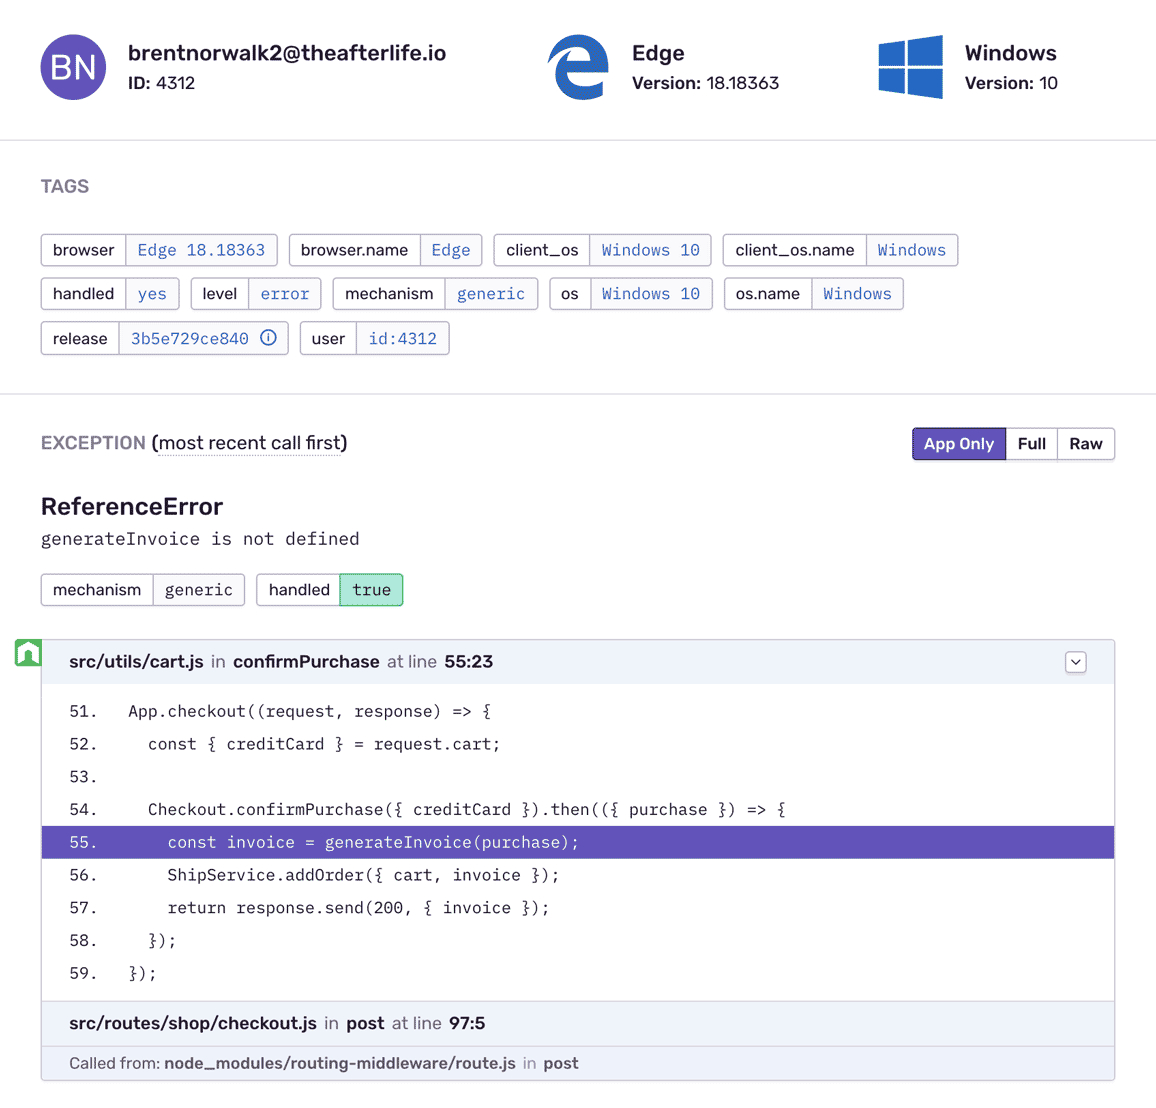 BN
brentnorwalk2@theafterlife.io
ID: 4312
Edge
Version: 18.18363
Windows
Version: 10
TAGS
browser Edge 18.18363 browser.name Edge client_os Windows 10 client_os.name Windows
handled yes level error mechanism generic os Windows 10 os.name Windows
release 3b5e729ce840 user id:4312
EXCEPTION (most recent call first) App Only Full Raw
ReferenceError
generateInvoice is not defined
mechanism generic handled true
src/utils/cart.js in confirmPurchase at line 55:23
51. App.checkout((request, response) => {
52. const { creditCard } = request.cart;
53.
54. Checkout.confirmPurchase({ creditCard }).then(({ purchase }) => {
55. const invoice = generateInvoice(purchase);
56. ShipService.addOrder({ cart, invoice });
57. return response.send(200, { invoice });
58. });
59. });
src/routes/shop/checkout.js in post at line 97:5
Called from: node_modules/routing-middleware/route.js in post